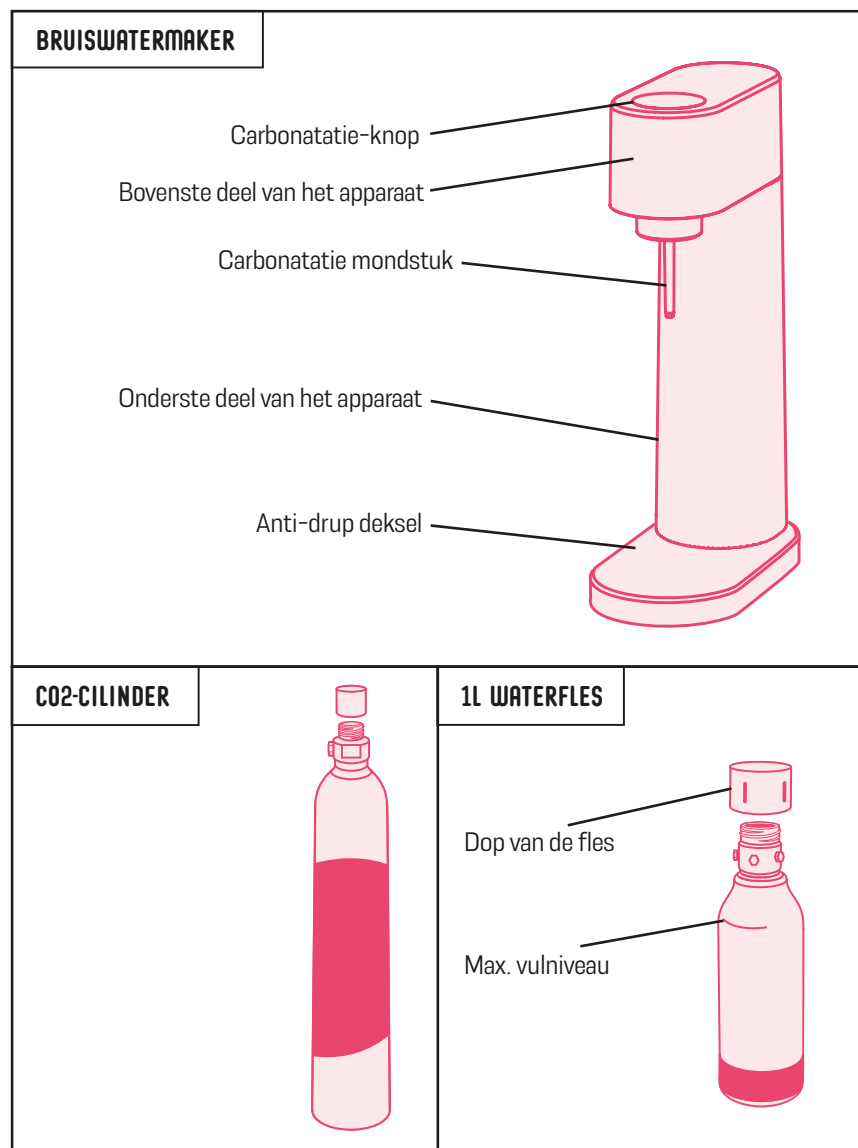 BRUISWATERMAKER
Carbonatatie-knop
Bovenste deel van het apparaat
Carbonatatie mondstuk
Onderste deel van het apparaat
Anti-drup deksel
CO2-CILINDER
1L WATERFLES
Dop van de fles
Max. vulniveau